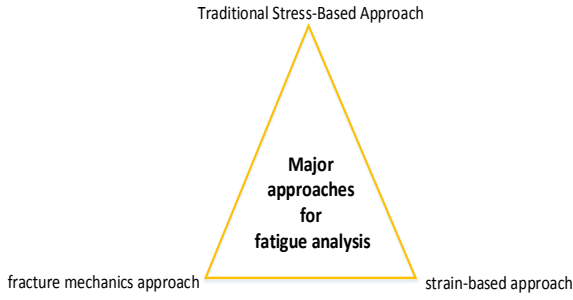 Traditional Stress-Based Approach
Major
approaches
for
fatigue analysis
fracture mechanics approach
strain-based approach